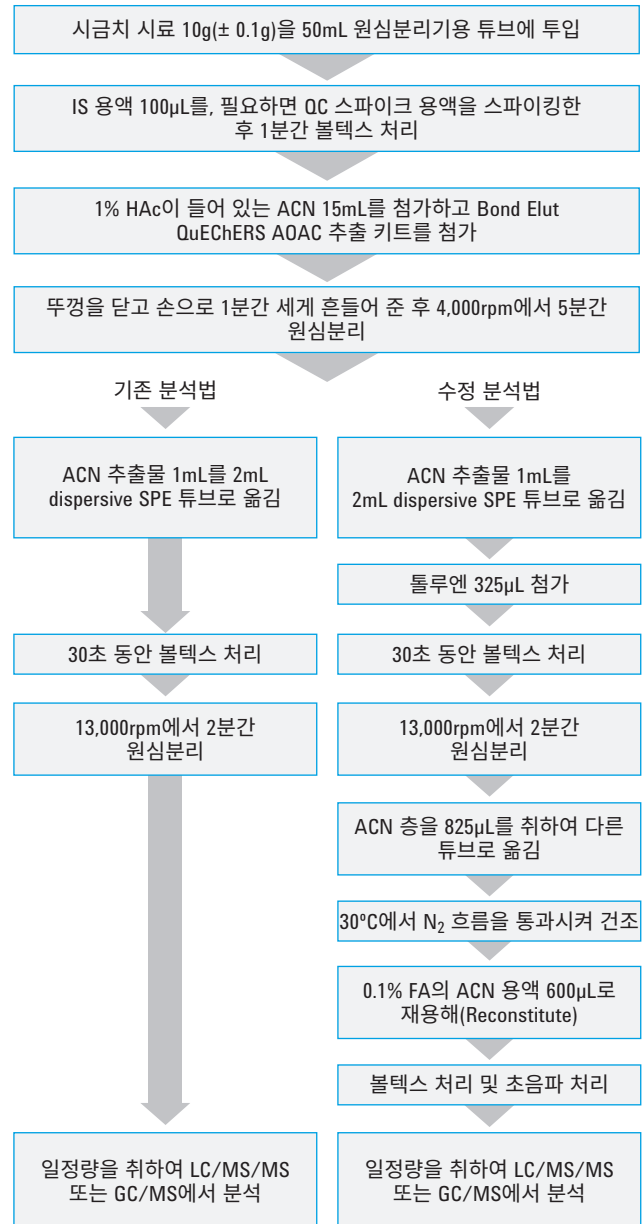 시금치 시료 10g(± 0.1g)을 50mL 원심분리기용 튜브에 투입
IS 용액 100µL를, 필요하면 QC 스파이크 용액을 스파이킹한
후 1분간 볼텍스 처리
1% HAc이 들어 있는 ACN 15mL를 첨가하고 Bond Elut
QuEChERS AOAC 추출 키트를 첨가
뚜껑을 닫고 손으로 1분간 세게 흔들어 준 후 4,000rpm에서 5분간
원심분리
기존 분석법
ACN 추출물 1mL를 2mL
dispersive SPE 튜브로 옮김
30초 동안 볼텍스 처리
13,000rpm에서 2분간
원심분리
일정량을 취하여 LC/MS/MS
또는 GC/MS에서 분석
수정 분석법
ACN 추출물 1mL를
2mL dispersive SPE 튜브로 옮김
톨루엔 325µL 첨가
30초 동안 볼텍스 처리
13,000rpm에서 2분간
원심분리
ACN 층을 825µL를 취하여 다른
튜브로 옮김
30°C에서 N₂ 흐름을 통과시켜 건조
0.1% FA의 ACN 용액 600µL로
재용해(Reconstitute)
볼텍스 처리 및 초음파 처리
일정량을 취하여 LC/MS/MS
또는 GC/MS에서 분석